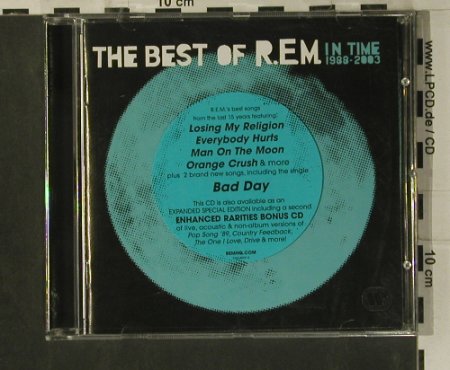 10 cm
THE BEST OF R.E.M. IN TIME
1988-2003
R.E.M.'s best songs
from the last 15 years featuring:
Losing My Religion
Everybody Hurts
Man On The Moon
Orange Crush & more
plus 2 brand new songs, including the single
Bad Day
This CD is also available as an
EXPANDED SPECIAL EDITION including a second
ENHANCED RARITIES BONUS CD
of live, acoustic & non-album versions of
Pop Song '89, Country Feedback,
The One I Love, Drive & more!
REMHQ.COM
www.LPCD.de / CD
10 cm